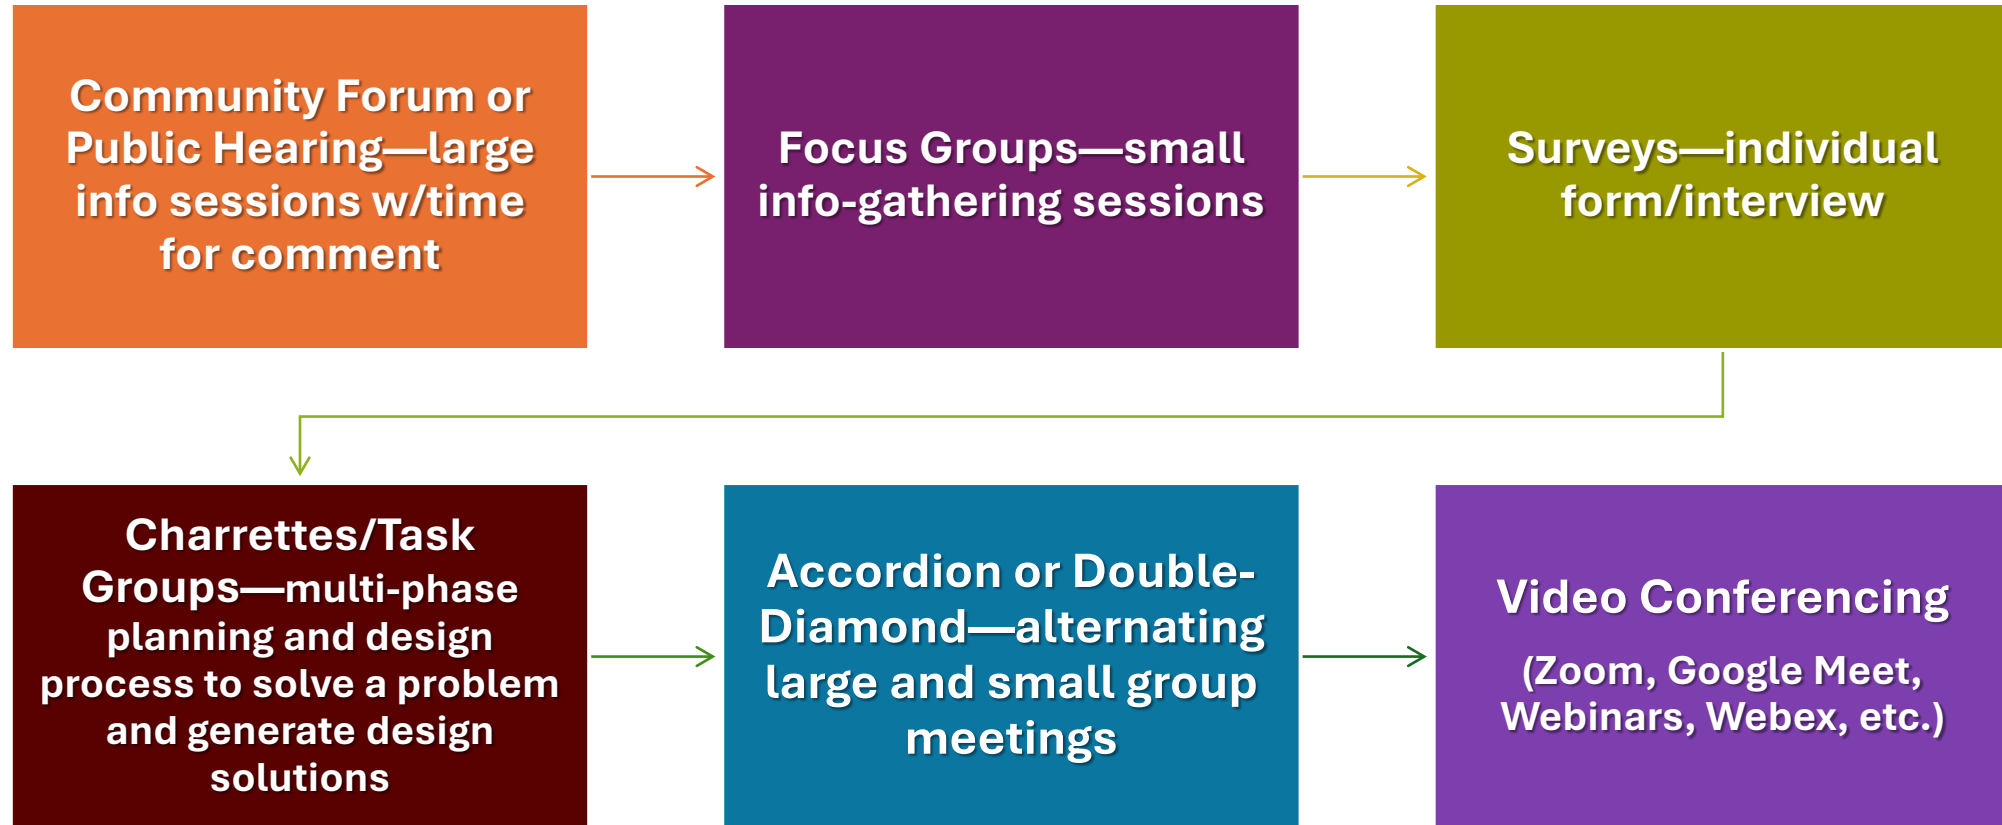 Community Forum or
Public Hearing—large
info sessions w/time
for comment
Focus Groups—small
info-gathering sessions
Surveys—individual
form/interview
Charrettes/Task
Groups—multi-phase
planning and design
process to solve a problem
and generate design
solutions
Accordion or Double-
Diamond—alternating
large and small group
meetings
Video Conferencing
(Zoom, Google Meet,
Webinars, Webex, etc.)